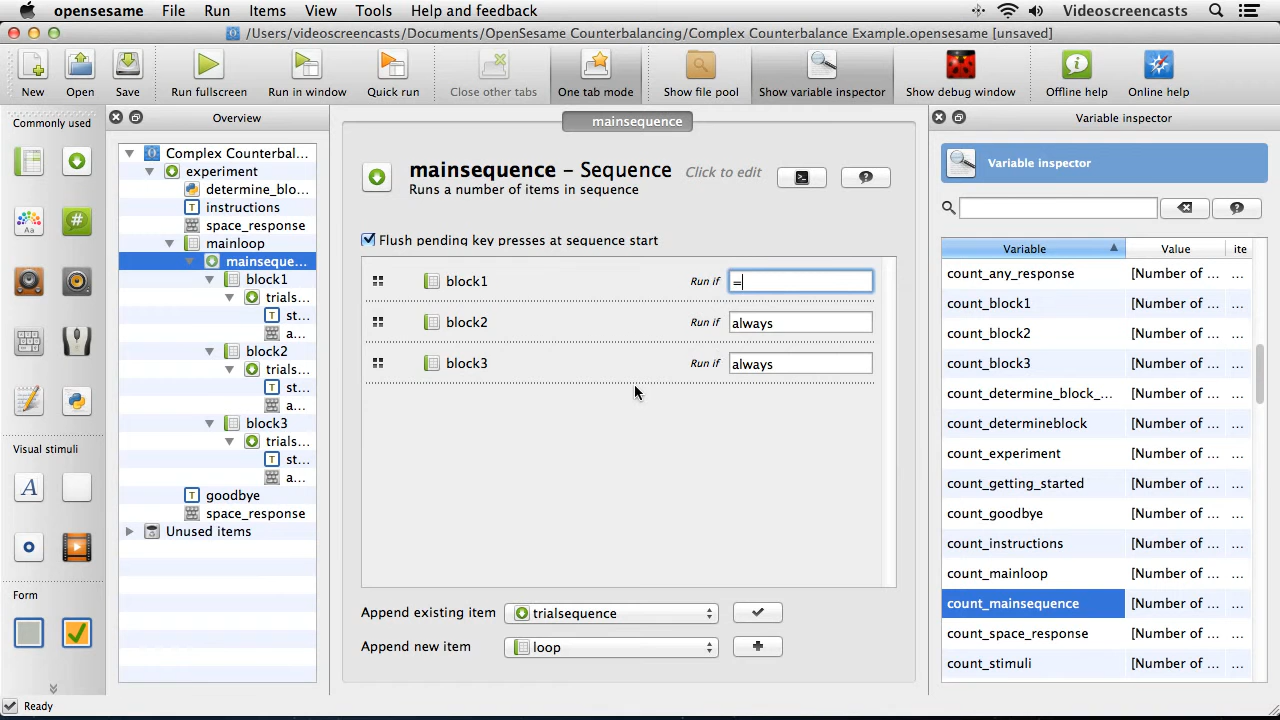 opensesame File Run Items View Tools Help and feedback Videoscreencasts
/Users/videoscreencasts/Documents/OpenSesame Counterbalancing/Complex Counterbalance Example.opensesame [unsaved]
New Open Save Run fullscreen Run in window Quick run Close other tabs One tab mode Show file pool Show variable inspector Show debug window Offline help Online help
Commonly used
Aa
#
Visual stimuli
A
Form
Overview
Complex Counterbal...
experiment
determine_blo...
T instructions
space_response
mainloop
mainseque...
block1
trials...
T st...
a...
block2
trials...
T st...
a...
block3
trials...
T st...
a...
T goodbye
space_response
Unused items
mainsequence
mainsequence – Sequence Click to edit
Runs a number of items in sequence
Flush pending key presses at sequence start
block1 Run if =
block2 Run if always
block3 Run if always
Append existing item trialsequence
Append new item loop
Variable inspector
Variable inspector
Variable Value ite
count_any_response [Number of ... ...
count_block1 [Number of ... ...
count_block2 [Number of ... ...
count_block3 [Number of ... ...
count_determine_block_... [Number of ... ...
count_determineblock [Number of ... ...
count_experiment [Number of ... ...
count_getting_started [Number of ... ...
count_goodbye [Number of ... ...
count_instructions [Number of ... ...
count_mainloop [Number of ... ...
count_mainsequence [Number of ... ...
count_space_response [Number of ... ...
count_stimuli [Number of ... ...
Ready